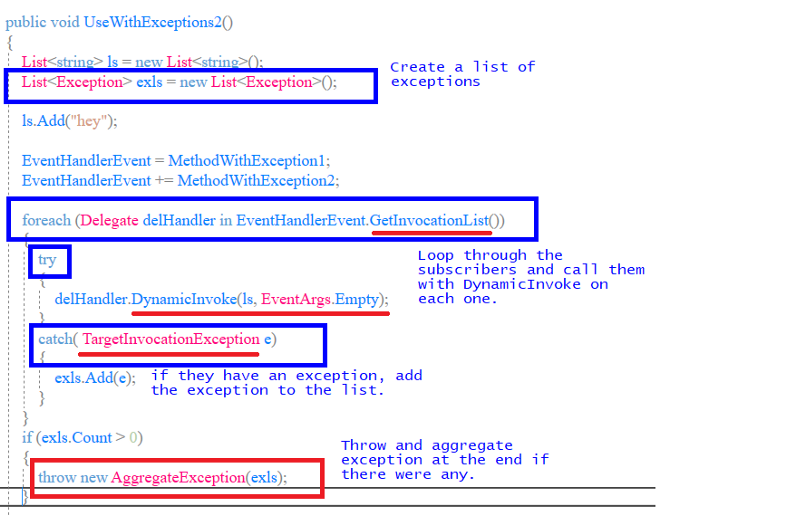 public void UseWithExceptions2()
{
List<string> ls = new List<string>();
List<Exception> exls = new List<Exception>();
Create a list of
exceptions
ls.Add("hey");
EventHandlerEvent = MethodWithException1;
EventHandlerEvent += MethodWithException2;
foreach (Delegate delHandler in EventHandlerEvent.GetInvocationList())
{
try
{
Loop through the
subscribers and call them
with DynamicInvoke on
each one.
delHandler.DynamicInvoke(ls, EventArgs.Empty);
}
catch( TargetInvocationException e)
{
exls.Add(e);
if they have an exception, add
the exception to the list.
}
}
if (exls.Count > 0)
{
throw new AggregateException(exls);
Throw and aggregate
exception at the end if
there were any.
}